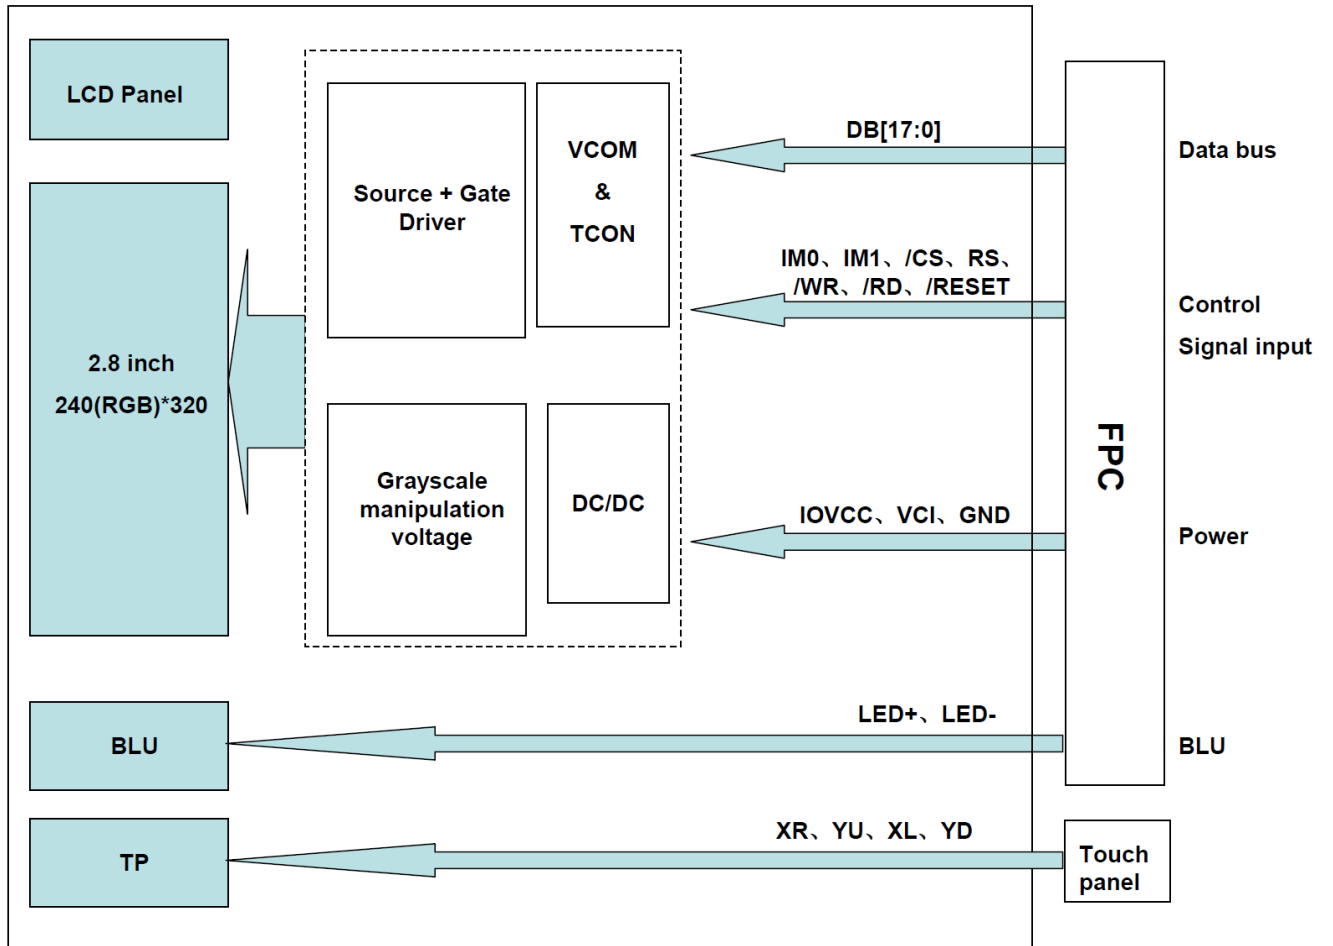 LCD Panel
2.8 inch
240(RGB)*320
Source + Gate
Driver
VCOM
&
TCON
Grayscale
manipulation
voltage
DC/DC
DB[17:0]
Data bus
IM0、IM1、/CS、RS、
/WR、/RD、/RESET
Control
Signal input
FPC
IOVCC、VCI、GND
Power
BLU
LED+、LED-
BLU
TP
XR、YU、XL、YD
Touch
panel